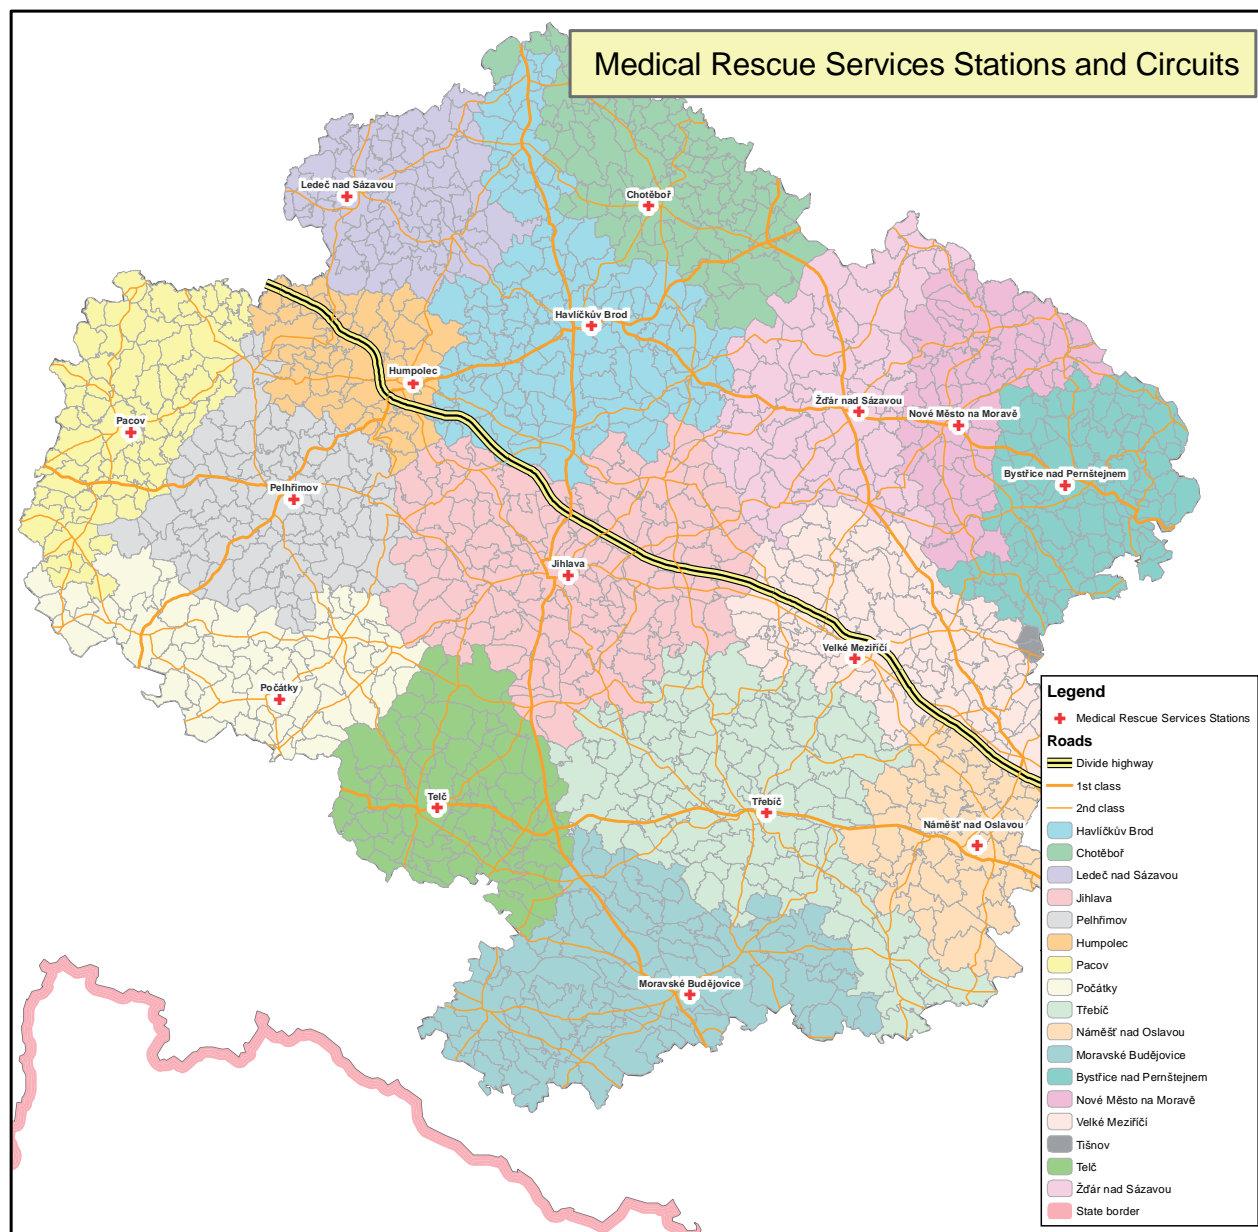 Medical Rescue Services Stations and Circuits
Ledeč nad Sázavou
Chotěboř
Havlíčkův Brod
Humpolec
Žďár nad Sázavou
Nové Město na Moravě
Pacov
Bystřice nad Pernštejnem
Pelhřimov
Jihlava
Velké Meziříčí
Počátky
Telč
Třebíč
Náměšť nad Oslavou
Moravské Budějovice
Legend
Medical Rescue Services Stations
Roads
Divide highway
1st class
2nd class
Havlíčkův Brod
Chotěboř
Ledeč nad Sázavou
Jihlava
Pelhřimov
Humpolec
Pacov
Počátky
Třebíč
Náměšť nad Oslavou
Moravské Budějovice
Bystřice nad Pernštejnem
Nové Město na Moravě
Velké Meziříčí
Tišnov
Telč
Žďár nad Sázavou
State border